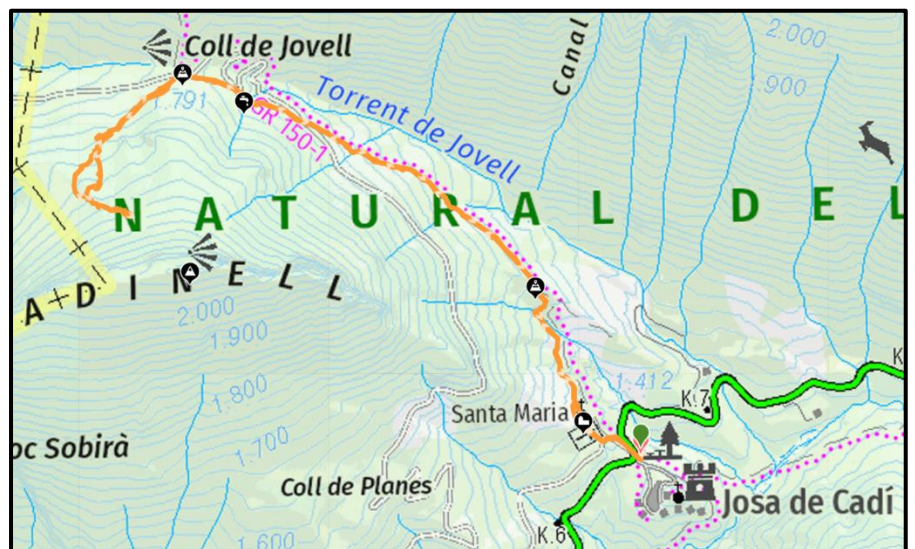 2.000
Coll de Jovell
Canal
1.791
.900
Torrent de Jovell
GR 150-1
NATURAL DEL
ADINELL
2.000
1.900
1.800
1.412
K.7
K
Santa Maria
1.700
oc Sobirà
Coll de Planes
Josa de Cadí
K.6
1.600